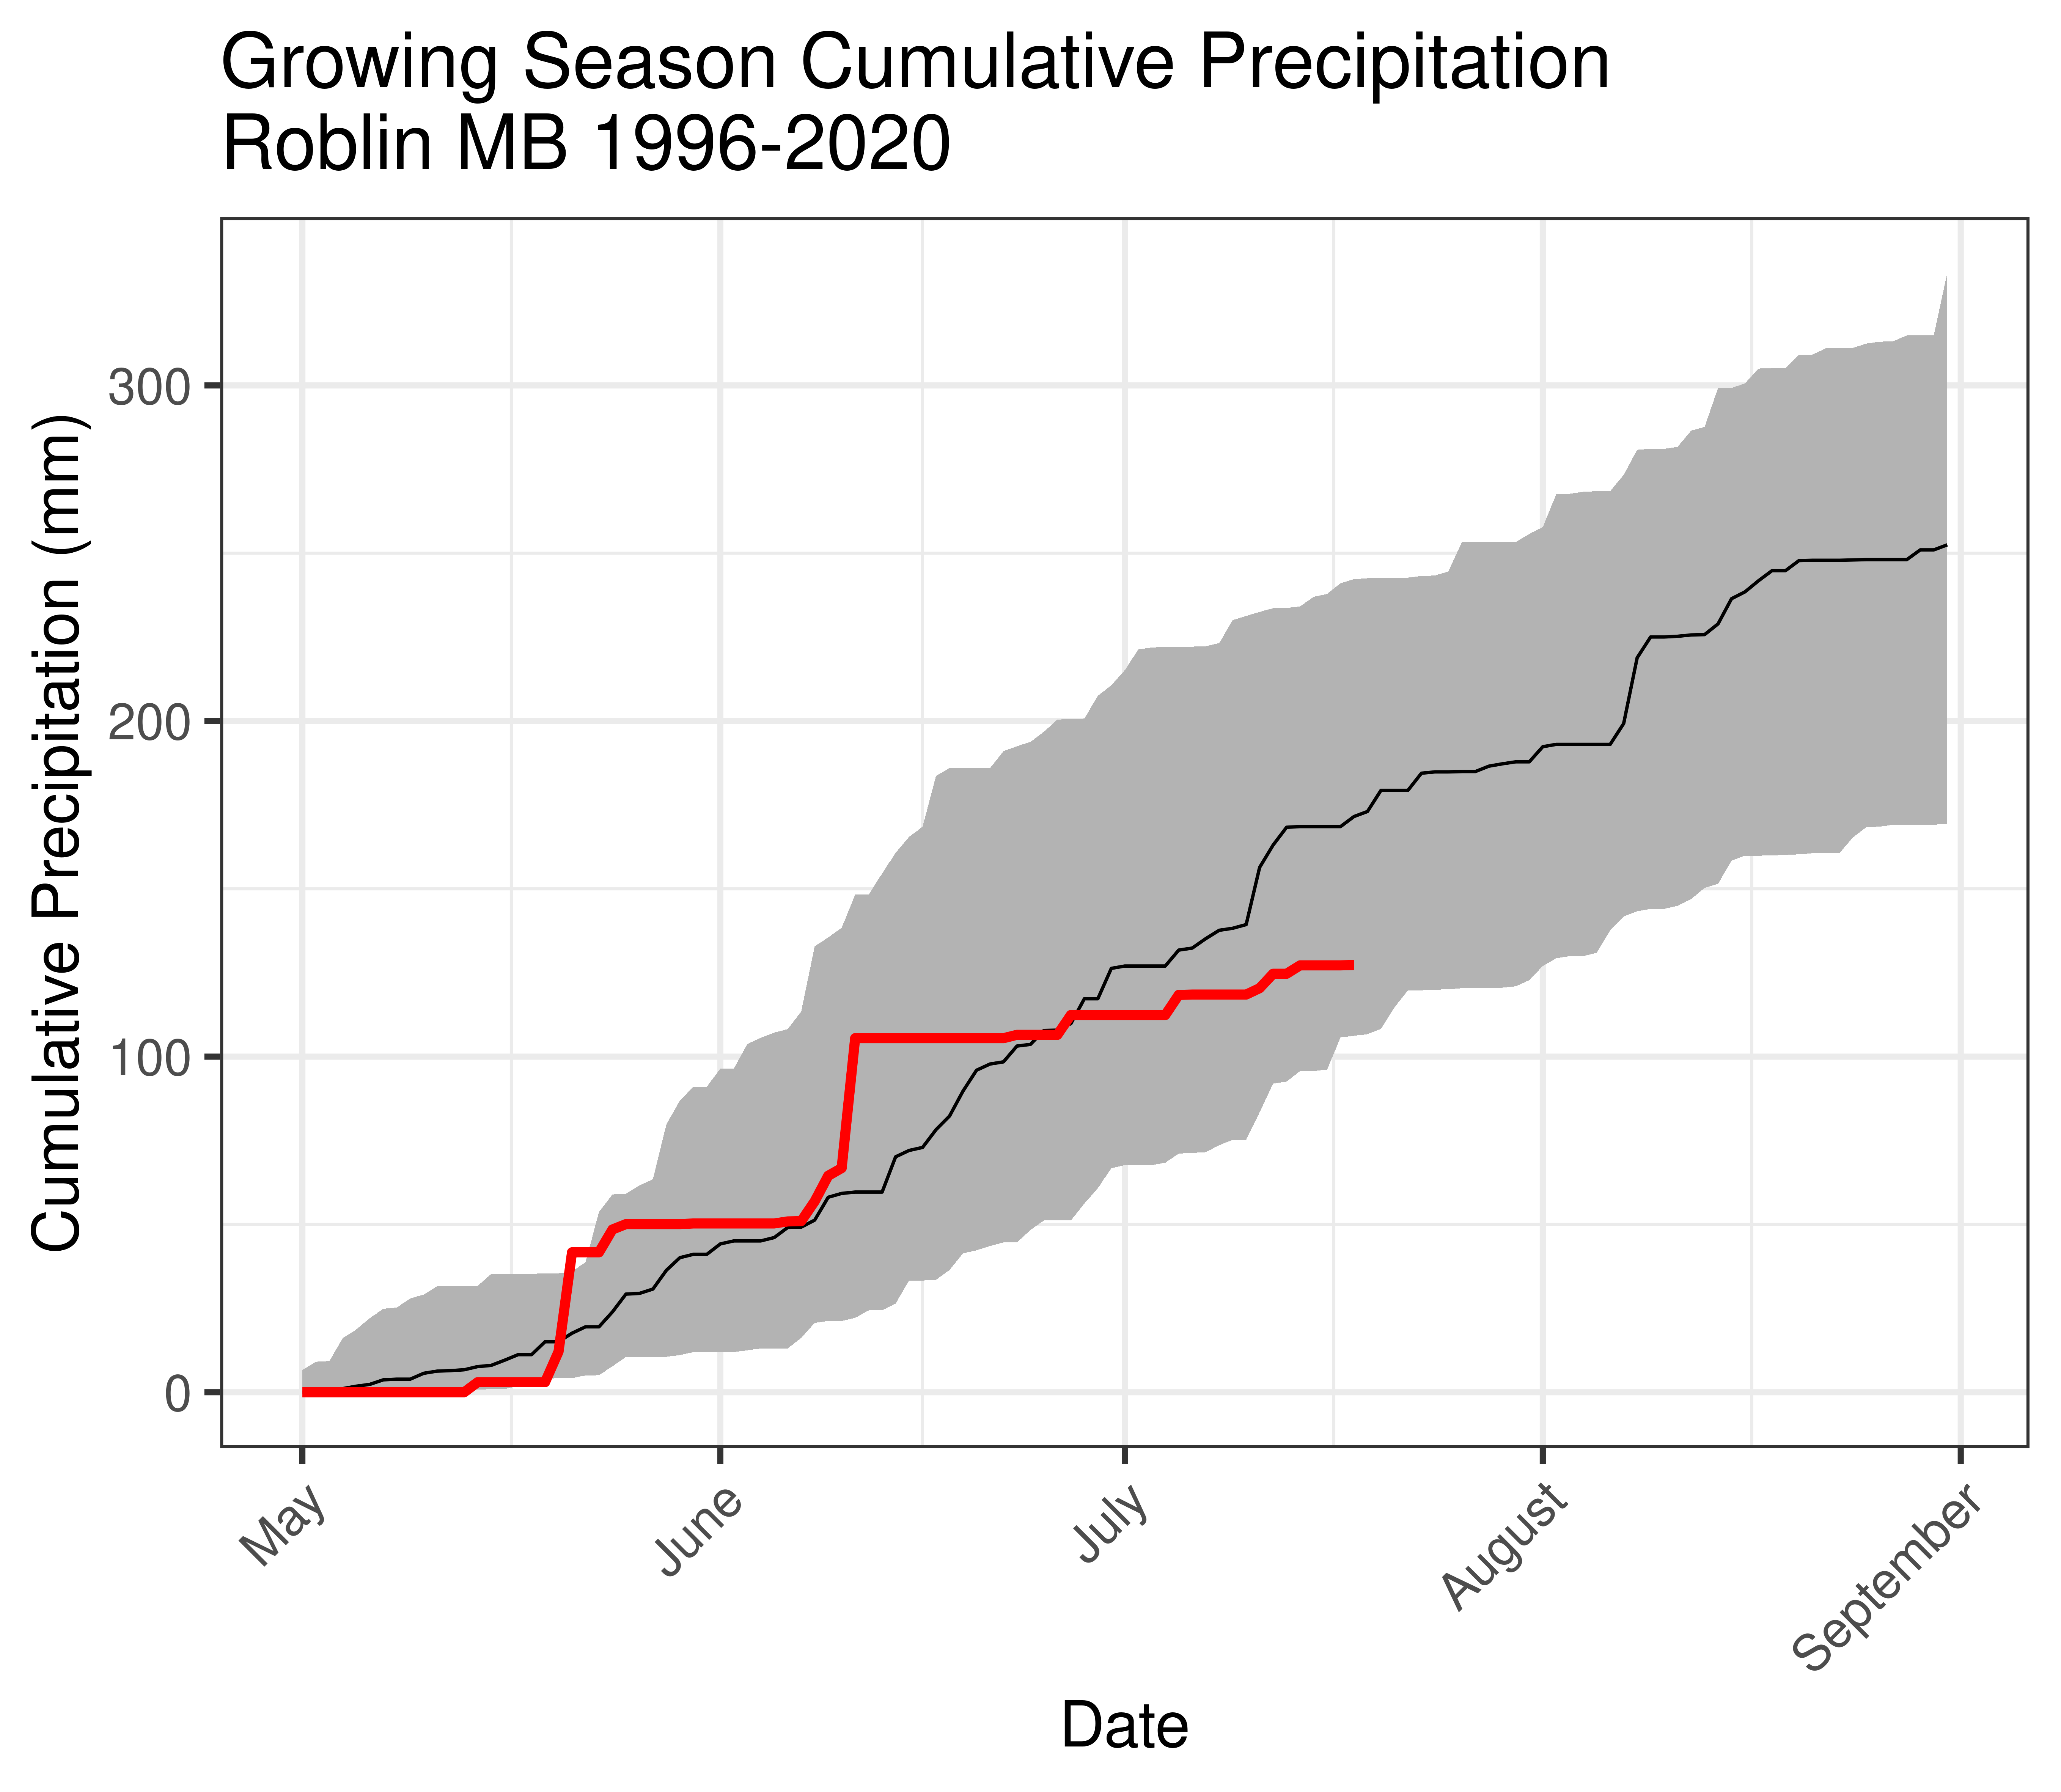 Growing Season Cumulative Precipitation
Roblin MB 1996-2020
Cumulative Precipitation (mm)
300
200
100
0
May
June
July
August
September
Date